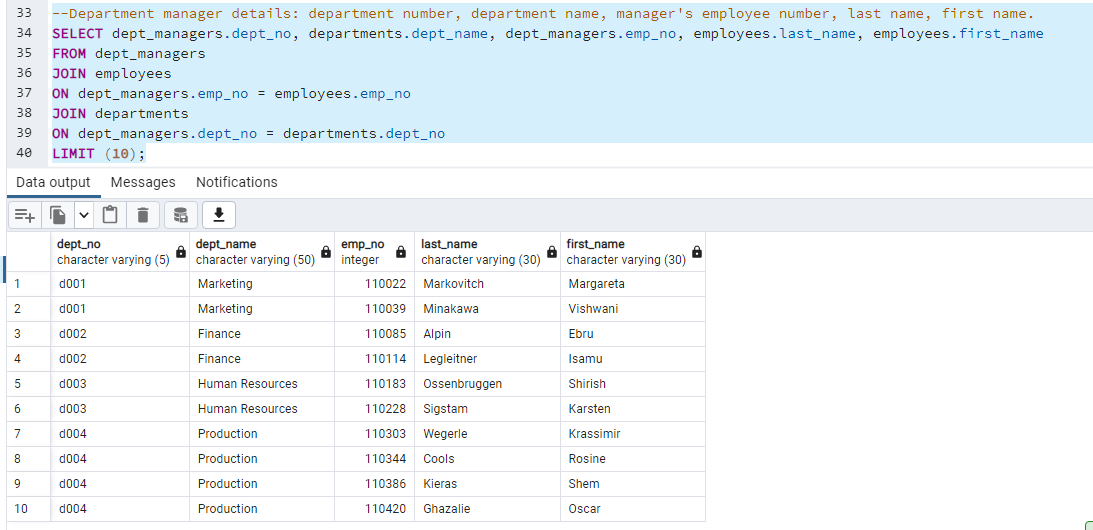 33 --Department manager details: department number, department name, manager's employee number, last name, first name.
34 SELECT dept_managers.dept_no, departments.dept_name, dept_managers.emp_no, employees.last_name, employees.first_name
35 FROM dept_managers
36 JOIN employees
37 ON dept_managers.emp_no = employees.emp_no
38 JOIN departments
39 ON dept_managers.dept_no = departments.dept_no
40 LIMIT (10);
Data output Messages Notifications
dept_no dept_name emp_no last_name first_name
character varying (5) character varying (50) integer character varying (30) character varying (30)
1 d001 Marketing 110022 Markovitch Margareta
2 d001 Marketing 110039 Minakawa Vishwani
3 d002 Finance 110085 Alpin Ebru
4 d002 Finance 110114 Legleitner Isamu
5 d003 Human Resources 110183 Ossenbruggen Shirish
6 d003 Human Resources 110228 Sigstam Karsten
7 d004 Production 110303 Wegerle Krassimir
8 d004 Production 110344 Cools Rosine
9 d004 Production 110386 Kieras Shem
10 d004 Production 110420 Ghazalie Oscar